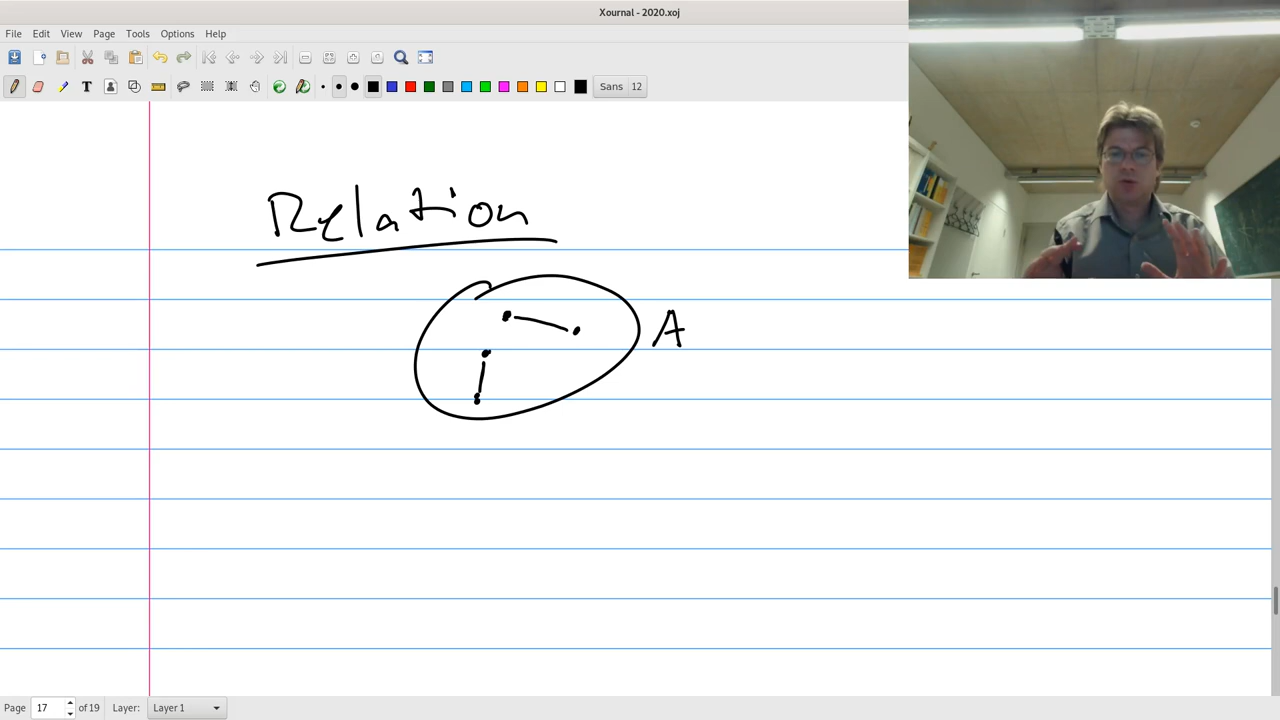 Xournal - 2020.xoj
File Edit View Page Tools Options Help
T Sans 12
Relation
A
Page 17 of 19 Layer: Layer 1